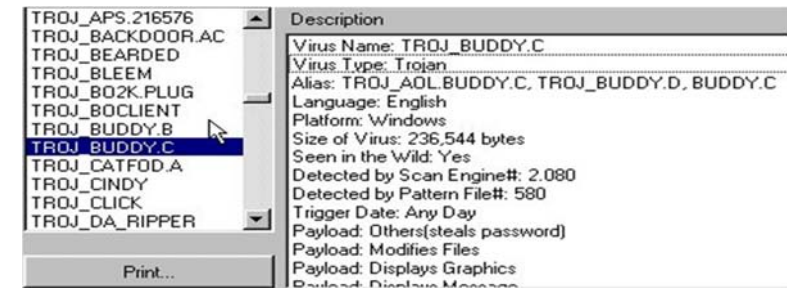 TROJ_APS.216576
TROJ_BACKDOOR.AC
TROJ_BEARDED
TROJ_BLEEM
TROJ_BO2K.PLUG
TROJ_BOCLIENT
TROJ_BUDDY.B
TROJ_BUDDY.C
TROJ_CATFOD.A
TROJ_CINDY
TROJ_CLICK
TROJ_DA_RIPPER
Print...
Description
Virus Name: TROJ_BUDDY.C
Virus Type: Trojan
Alias: TROJ_AOL.BUDDY.C, TROJ_BUDDY.D, BUDDY.C
Language: English
Platform: Windows
Size of Virus: 236,544 bytes
Seen in the Wild: Yes
Detected by Scan Engine#: 2.080
Detected by Pattern File#: 580
Trigger Date: Any Day
Payload: Others(steals password)
Payload: Modifies Files
Payload: Displays Graphics
Payload: Displays Message